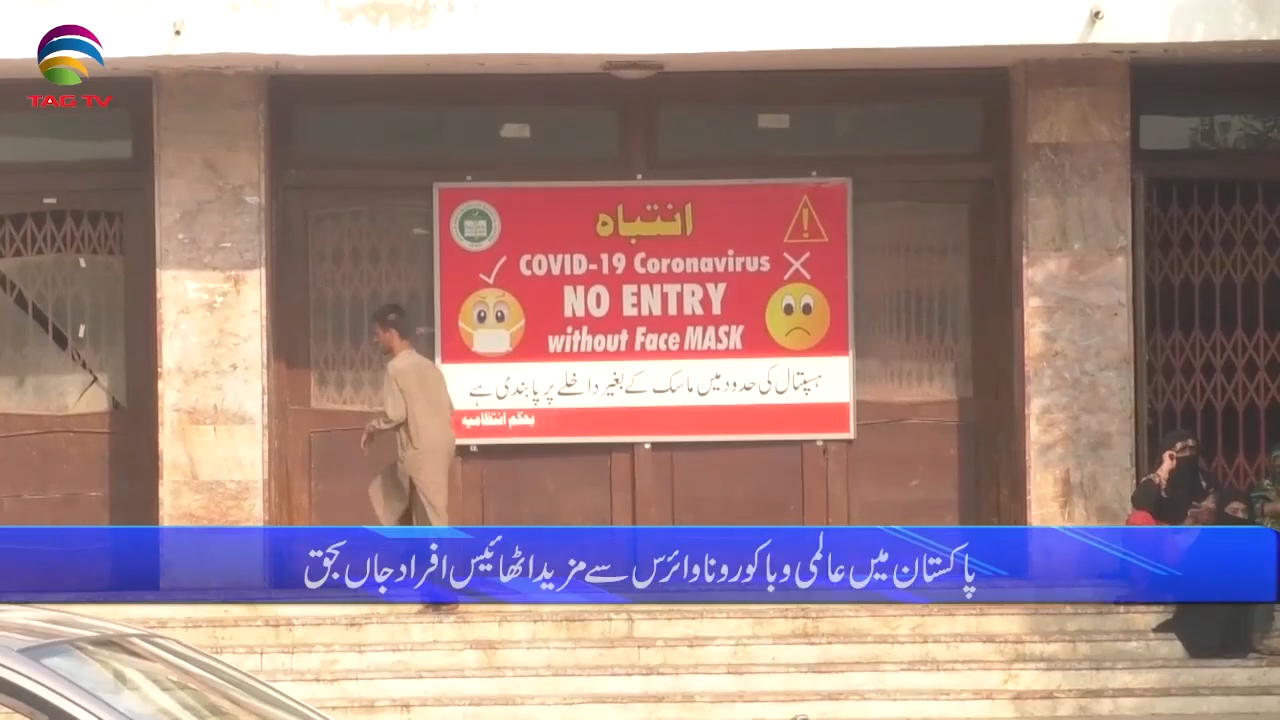 TAG TV
انتباہ
COVID-19 Coronavirus
NO ENTRY
without Face MASK
ہسپتال کی حدود میں ماسک کے بغیر داخلے پر پابندی ہے
بحکم انتظامیہ
پاکستان میں عالمی وبا کورونا وائرس سے مزید اٹھائیس افراد جاں بحق